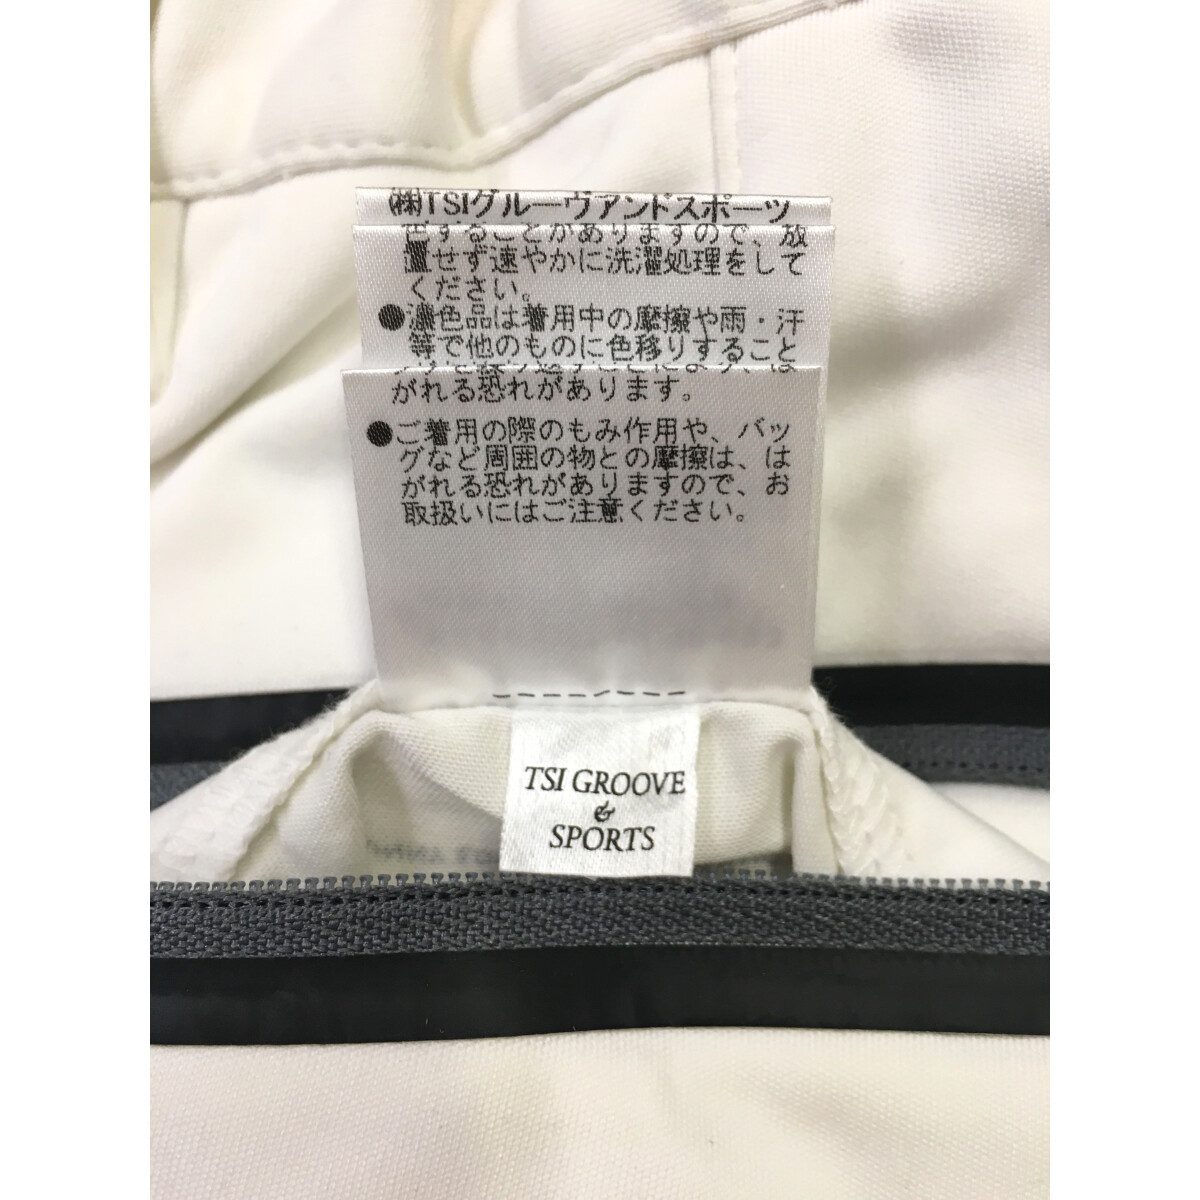 ㈱TSIグルーヴアンドスポーツ
色することがありますので、放
置せず速やかに洗濯処理をして
ください。
●濃色品は着用中の摩擦や雨・汗
等で他のものに色移りすること
がれる恐れがあります。
●ご着用の際のもみ作用や、バッ
グなど周囲の物との摩擦は、は
がれる恐れがありますので、お
取扱いにはご注意ください。
TSI GROOVE
&
SPORTS